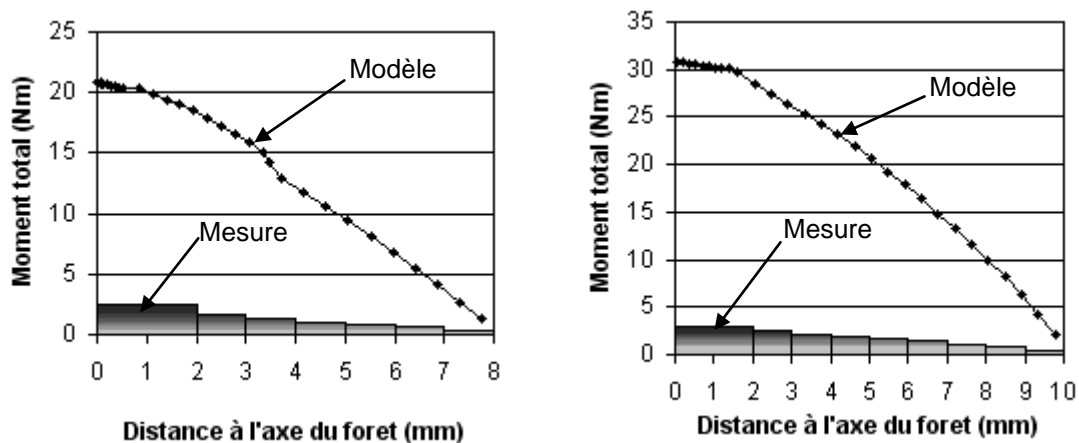 25
20
15
10
5
0
Moment total (Nm)
Modèle
Mesure
0 1 2 3 4 5 6 7 8
Distance à l'axe du foret (mm)
35
30
25
20
15
10
5
0
Moment total (Nm)
Modèle
Mesure
0 1 2 3 4 5 6 7 8 9 10
Distance à l'axe du foret (mm)